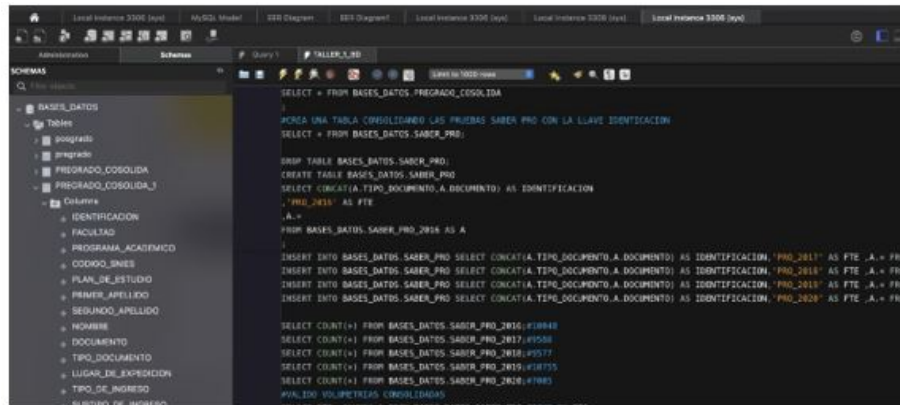 Local Instance 3306 (sys)
MySQL Model
EER Diagram
EER Diagram1
Local Instance 3306 (sys)
Local Instance 3306 (sys)
Local Instance 3306 (sys)
Administration
Schemas
Query 1
TALLER_1_BD
SCHEMAS
Limit to 1000 rows
Filter objects
BASES_DATOS
Tables
posgrado
pregrado
PREGRADO_COSOLIDA
PREGRADO_COSOLIDA_1
Columns
IDENTIFICACION
FACULTAD
PROGRAMA_ACADEMICO
CODIGO_SNIES
PLAN_DE_ESTUDIO
PRIMER_APELLIDO
SEGUNDO_APELLIDO
NOMBRE
DOCUMENTO
TIPO_DOCUMENTO
LUGAR_DE_EXPEDICION
TIPO_DE_INGRESO
SUBTIPO_DE_INGRESO
SELECT * FROM BASES_DATOS.PREGRADO_COSOLIDA
;
#CREA UNA TABLA CONSOLIDANDO LAS PRUEBAS SABER PRO CON LA LLAVE IDENTICACION
SELECT * FROM BASES_DATOS.SABER_PRO;
DROP TABLE BASES_DATOS.SABER_PRO;
CREATE TABLE BASES_DATOS.SABER_PRO
SELECT CONCAT(A.TIPO_DOCUMENTO,A.DOCUMENTO) AS IDENTIFICACION
,'PRO_2016' AS FTE
,A.*
FROM BASES_DATOS.SABER_PRO_2016 AS A
;
INSERT INTO BASES_DATOS.SABER_PRO SELECT CONCAT(A.TIPO_DOCUMENTO,A.DOCUMENTO) AS IDENTIFICACION,'PRO_2017' AS FTE ,A.* FR
INSERT INTO BASES_DATOS.SABER_PRO SELECT CONCAT(A.TIPO_DOCUMENTO,A.DOCUMENTO) AS IDENTIFICACION,'PRO_2018' AS FTE ,A.* FR
INSERT INTO BASES_DATOS.SABER_PRO SELECT CONCAT(A.TIPO_DOCUMENTO,A.DOCUMENTO) AS IDENTIFICACION,'PRO_2019' AS FTE ,A.* FR
INSERT INTO BASES_DATOS.SABER_PRO SELECT CONCAT(A.TIPO_DOCUMENTO,A.DOCUMENTO) AS IDENTIFICACION,'PRO_2020' AS FTE ,A.* FR
SELECT COUNT(*) FROM BASES_DATOS.SABER_PRO_2016;#10048
SELECT COUNT(*) FROM BASES_DATOS.SABER_PRO_2017;#9588
SELECT COUNT(*) FROM BASES_DATOS.SABER_PRO_2018;#9577
SELECT COUNT(*) FROM BASES_DATOS.SABER_PRO_2019;#10755
SELECT COUNT(*) FROM BASES_DATOS.SABER_PRO_2020;#7003
#VALIDO VOLUMETRIAS CONSOLIDADAS